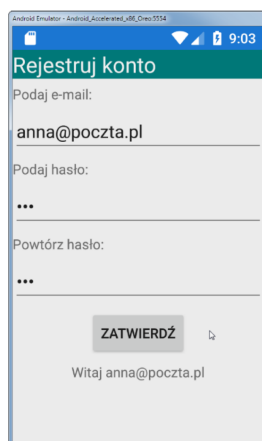 Android Emulator - Android_Accelerated_x86_Oreo:5554
9:03
Rejestruj konto
Podaj e-mail:
anna@poczta.pl
Podaj hasło:
•••
Powtórz hasło:
•••
ZATWIERDŹ
Witaj anna@poczta.pl